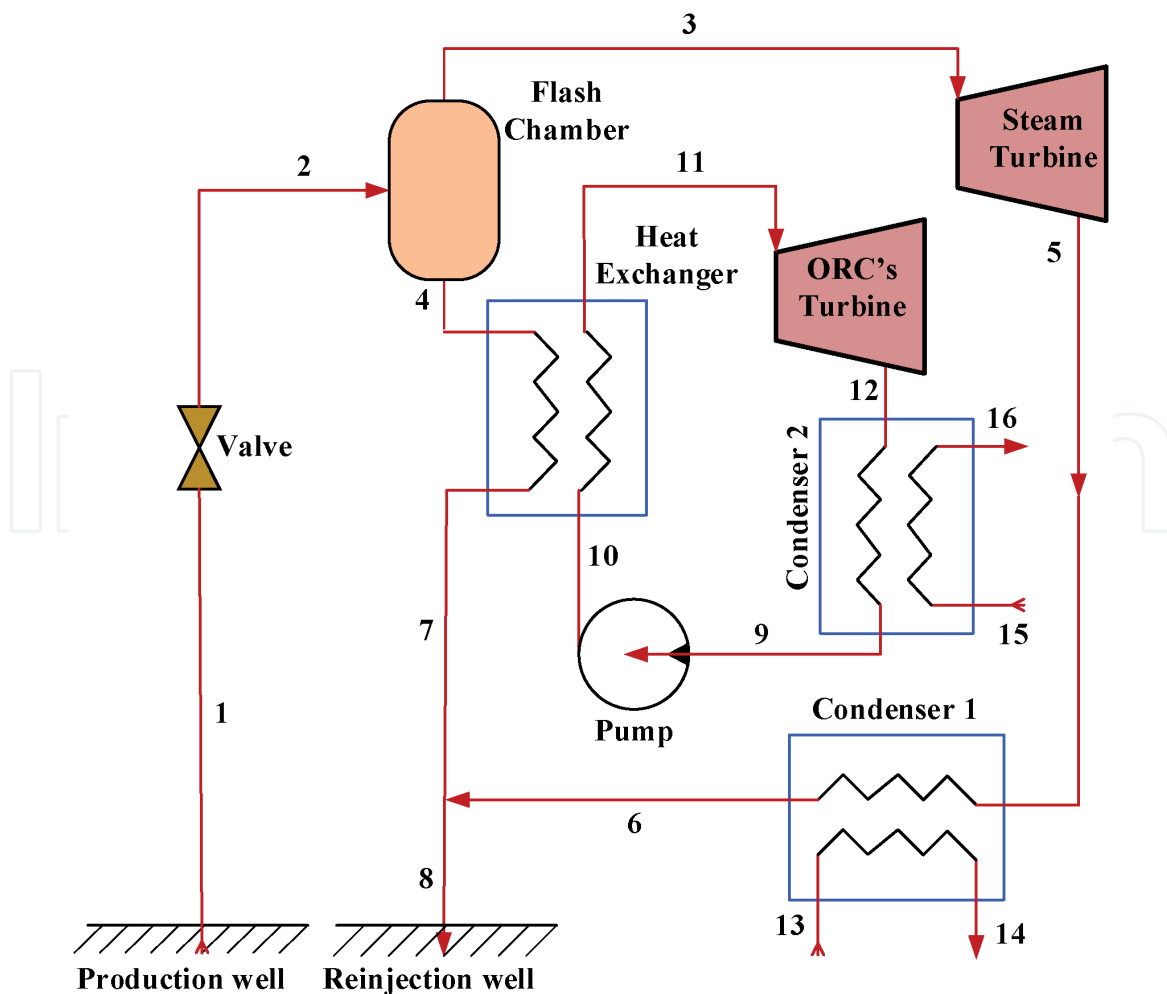 3
Flash
Chamber
Steam
Turbine
2
11
Heat
Exchanger
5
4
ORC's
Turbine
12
16
Valve
Condenser 2
10
7
9
15
1
Pump
Condenser 1
6
8
13
14
Production well
Reinjection well